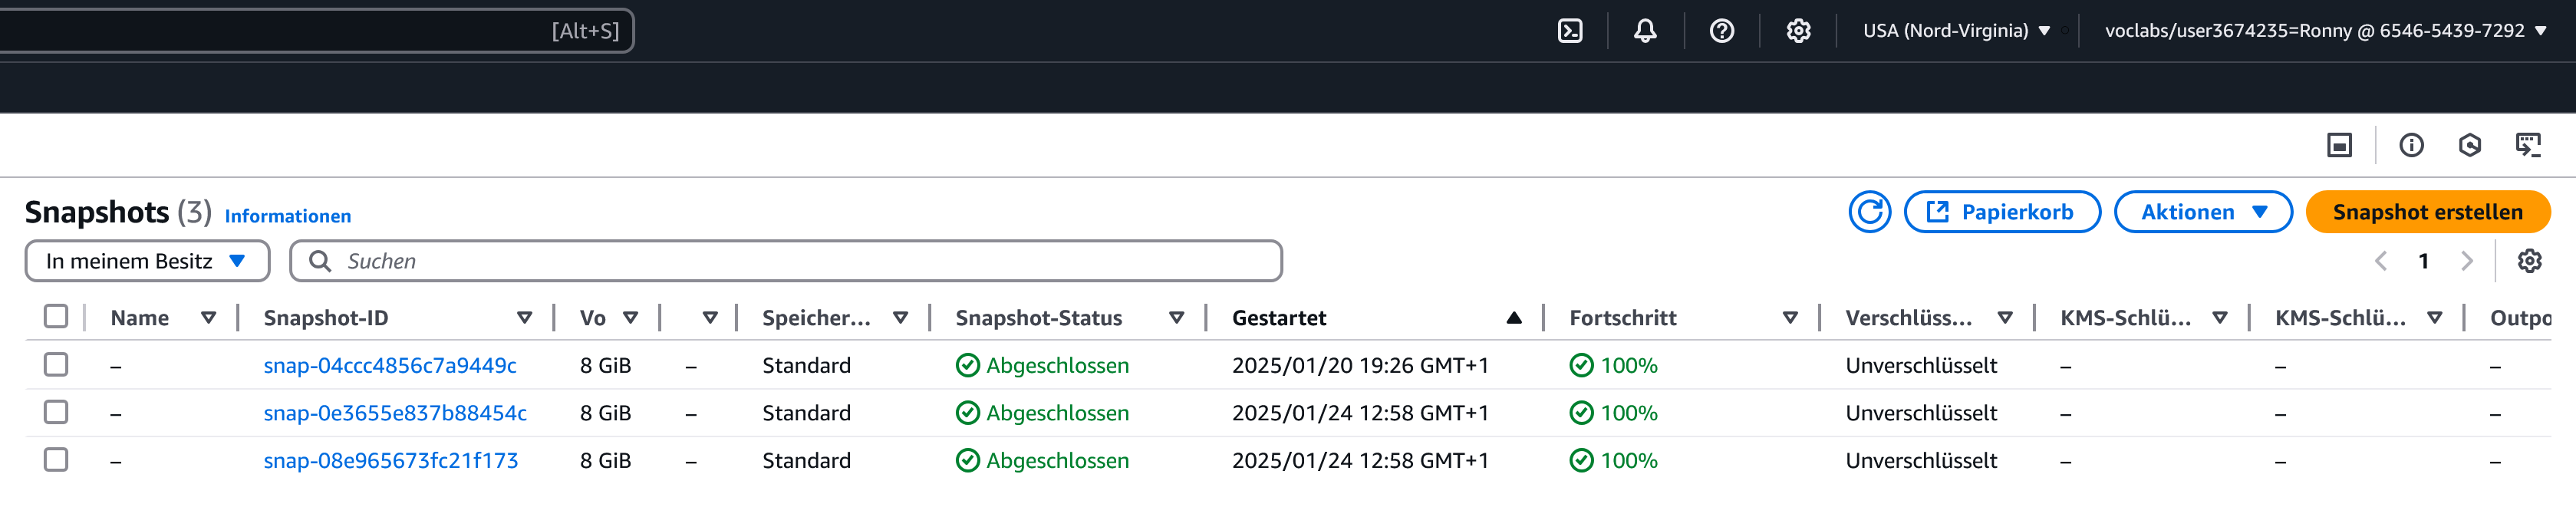 [Alt+S] USA (Nord-Virginia) voclabs/user3674235=Ronny @ 6546-5439-7292
Snapshots (3) Informationen Papierkorb Aktionen Snapshot erstellen
In meinem Besitz Suchen 1
Name Snapshot-ID Vo Speicher... Snapshot-Status Gestartet Fortschritt Verschlüss... KMS-Schlü... KMS-Schlü... Outpo
– snap-04ccc4856c7a9449c 8 GiB – Standard Abgeschlossen 2025/01/20 19:26 GMT+1 100% Unverschlüsselt – – –
– snap-0e3655e837b88454c 8 GiB – Standard Abgeschlossen 2025/01/24 12:58 GMT+1 100% Unverschlüsselt – – –
– snap-08e965673fc21f173 8 GiB – Standard Abgeschlossen 2025/01/24 12:58 GMT+1 100% Unverschlüsselt – – –